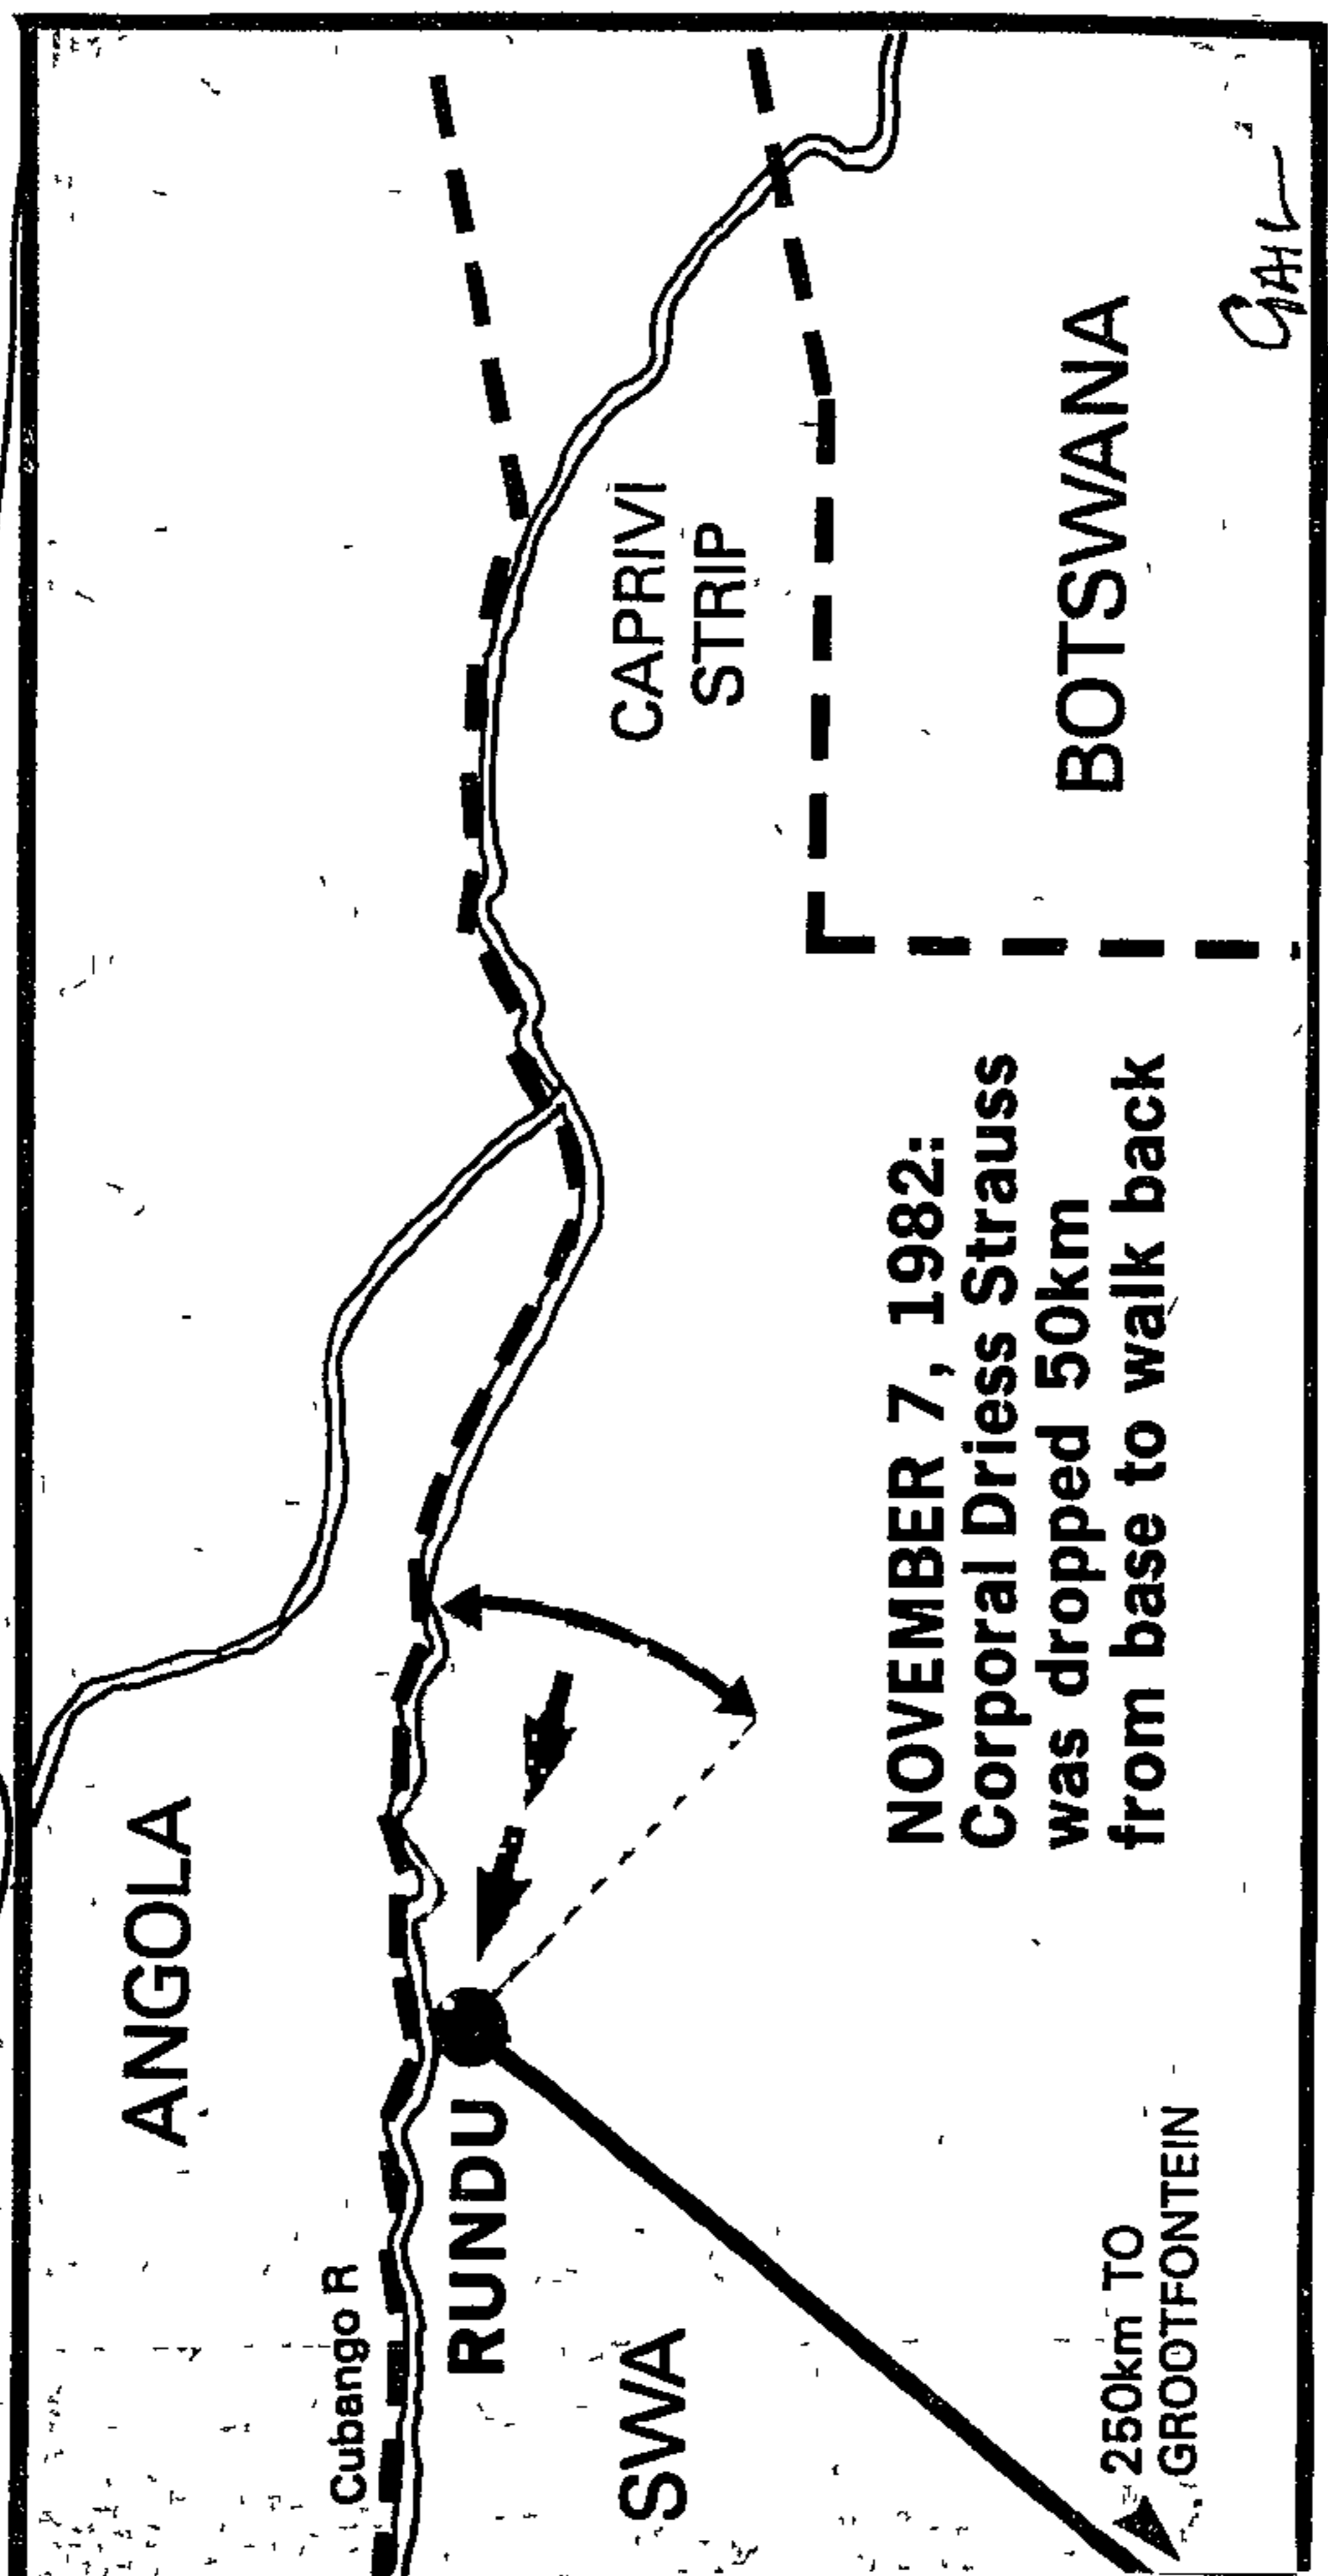 ANGOLA
Cubango R
RUNDU
SWA
CAPRIVI
STRIP
BOTSWANA
NOVEMBER 7, 1982:
Corporal Driess Strauss
was dropped 50km
from base to walk back
250km TO
GROOTFONTEIN
GAIL